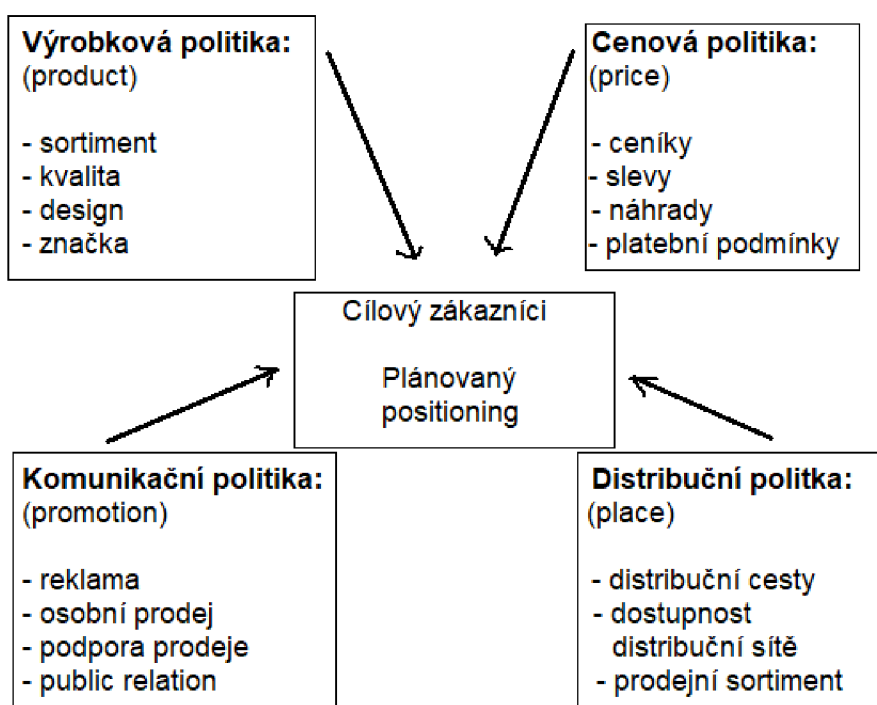 Výrobková politika:
(product)
- sortiment
- kvalita
- design
- značka
Cenová politika:
(price)
- ceníky
- slevy
- náhrady
- platební podmínky
Cílový zákazníci
Plánovaný
positioning
Komunikační politika:
(promotion)
- reklama
- osobní prodej
- podpora prodeje
- public relation
Distribuční politka:
(place)
- distribuční cesty
- dostupnost
distribuční sítě
- prodejní sortiment